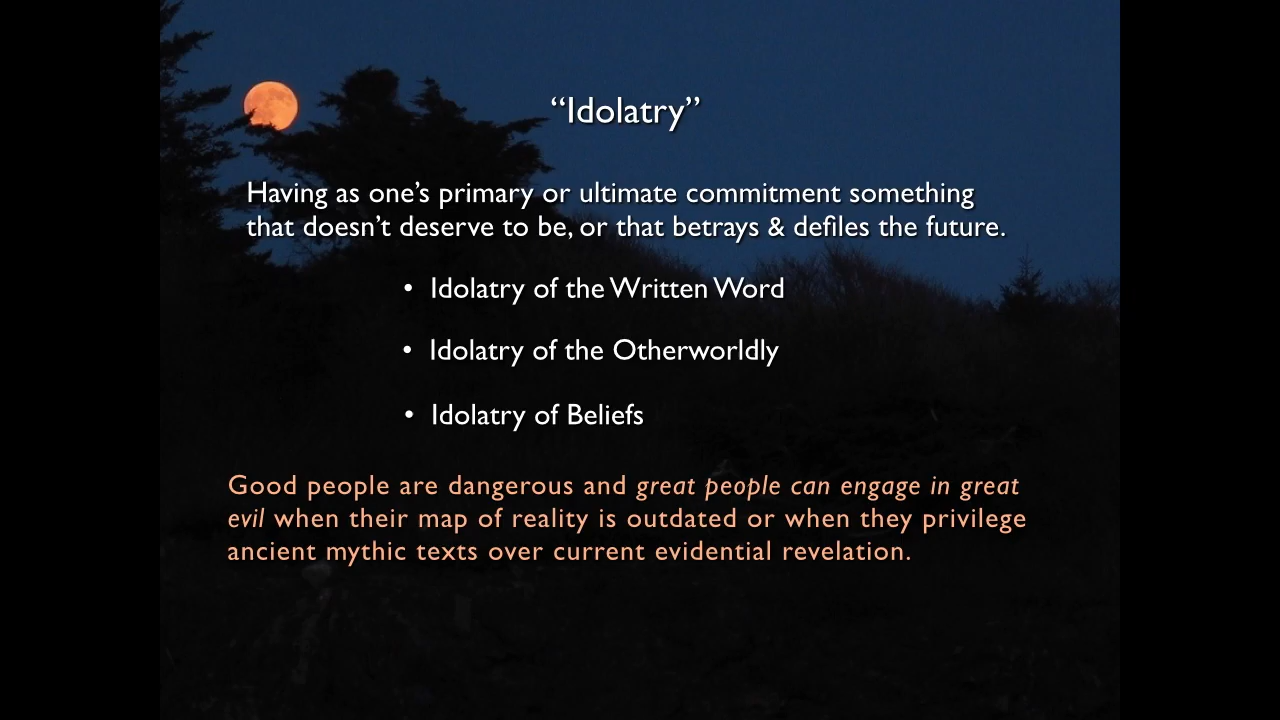 “Idolatry”
Having as one’s primary or ultimate commitment something
that doesn’t deserve to be, or that betrays & defiles the future.
• Idolatry of the Written Word
• Idolatry of the Otherworldly
• Idolatry of Beliefs
Good people are dangerous and great people can engage in great
evil when their map of reality is outdated or when they privilege
ancient mythic texts over current evidential revelation.